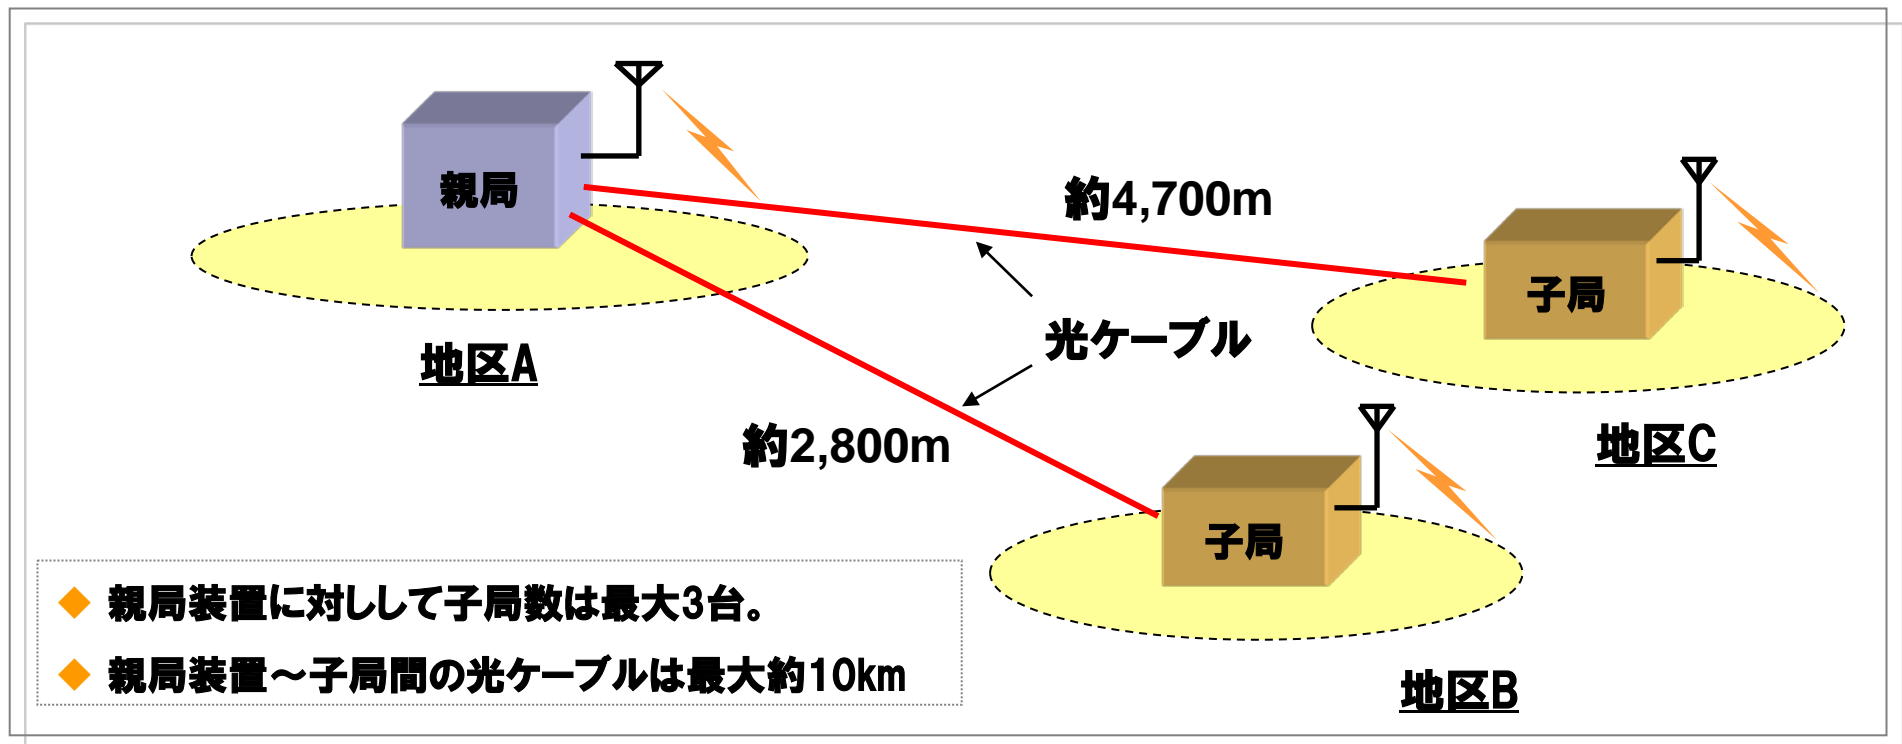 親局
約4,700m
子局
光ケーブル
地区A
約2,800m
地区C
子局
◆ 親局装置に対しして子局数は最大3台。
◆ 親局装置～子局間の光ケーブルは最大約10km
地区B